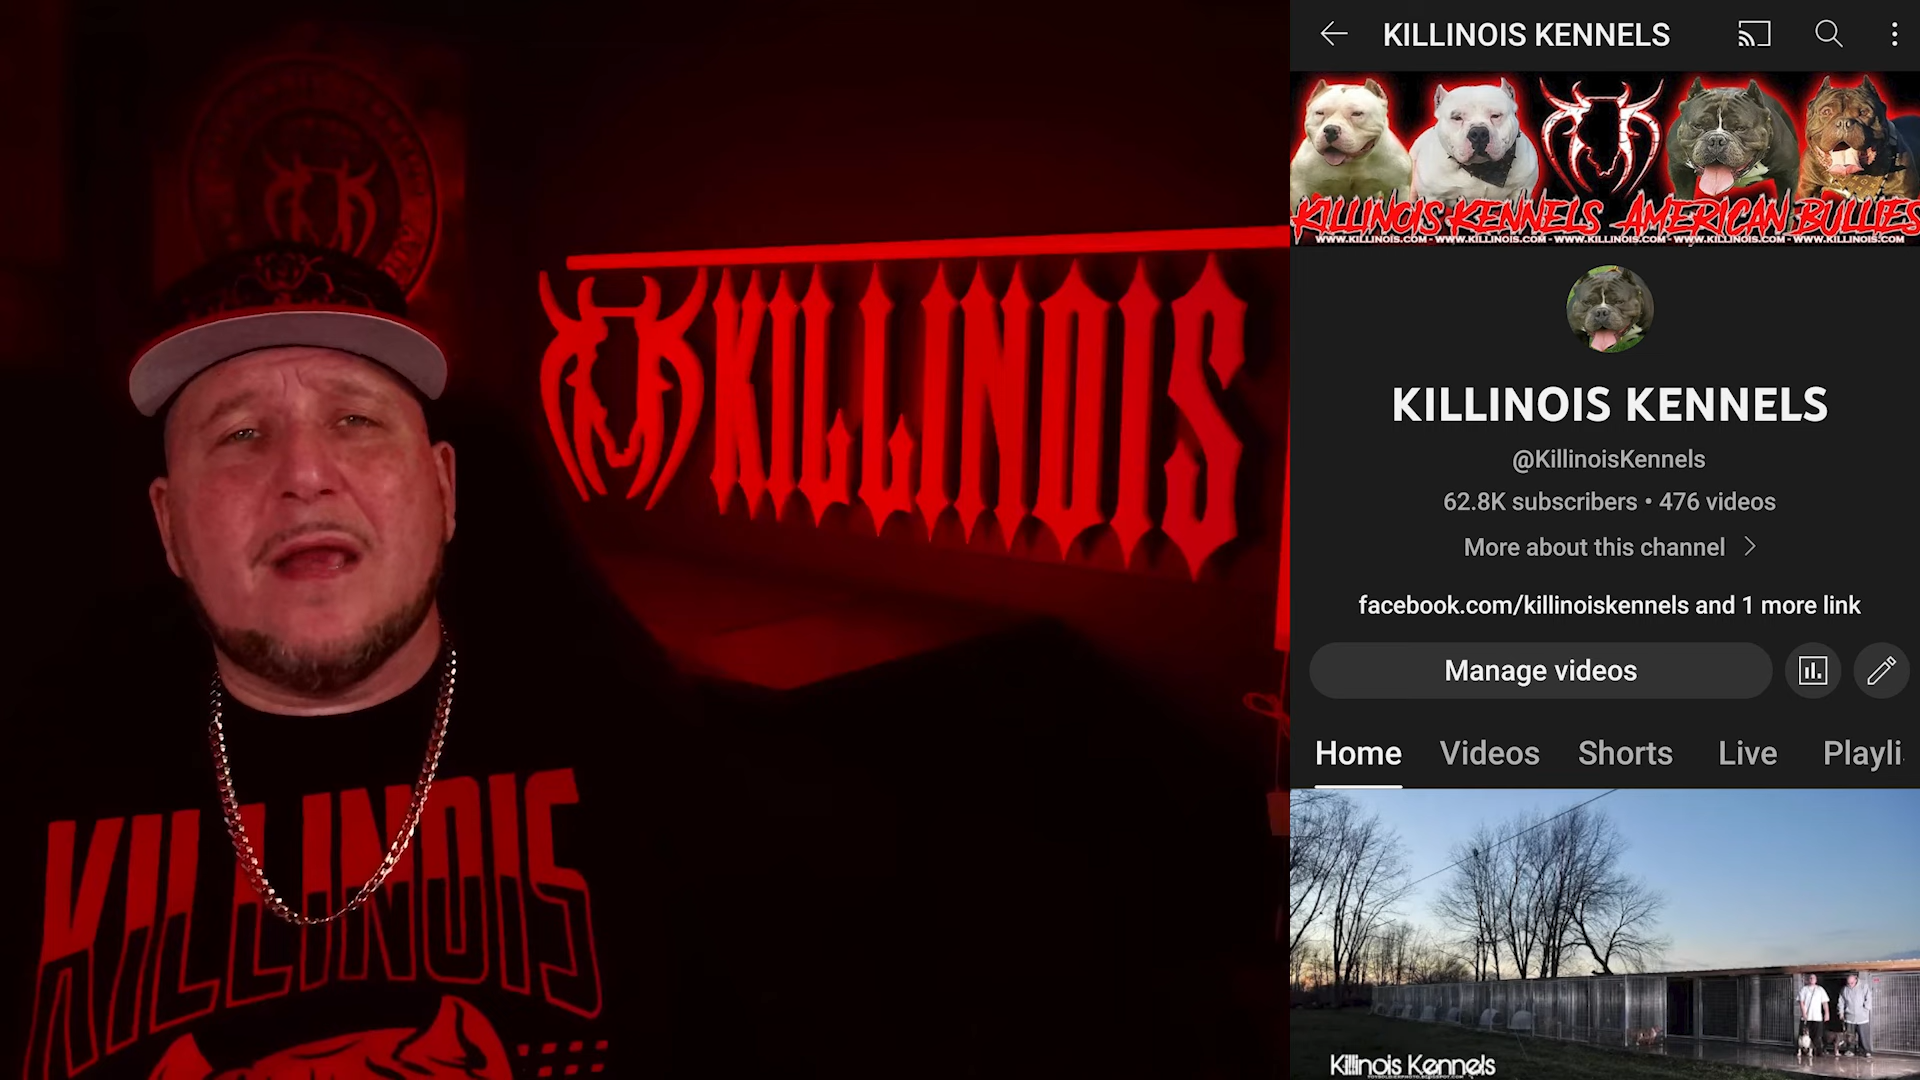 KILLINOIS
KILLINOIS
KILLINOIS KENNELS
KILLINOIS KENNELS AMERICAN BULLIES
WWW.KILLINOIS.COM - WWW.KILLINOIS.COM - WWW.KILLINOIS.COM - WWW.KILLINOIS.COM - WWW.KILLINOIS.COM
KILLINOIS KENNELS
@KillinoisKennels
62.8K subscribers • 476 videos
More about this channel
facebook.com/killinoiskennels and 1 more link
Manage videos
Home Videos Shorts Live Playli
Killinois Kennels